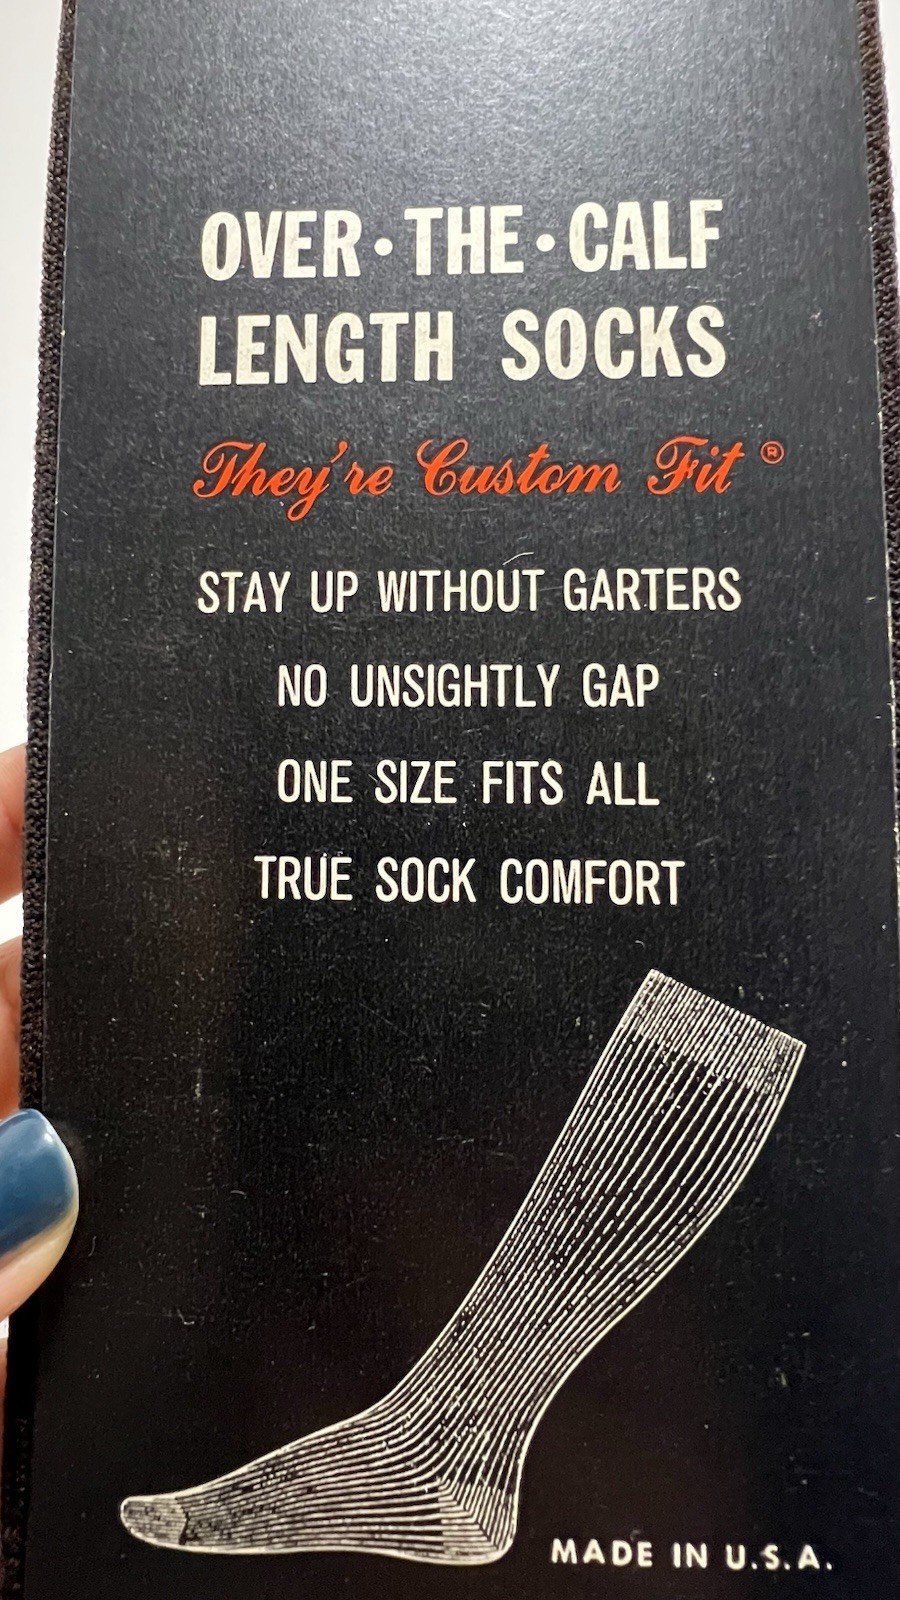 OVER·THE·CALF
LENGTH SOCKS
They're Custom Fit ®
STAY UP WITHOUT GARTERS
NO UNSIGHTLY GAP
ONE SIZE FITS ALL
TRUE SOCK COMFORT
MADE IN U.S.A.